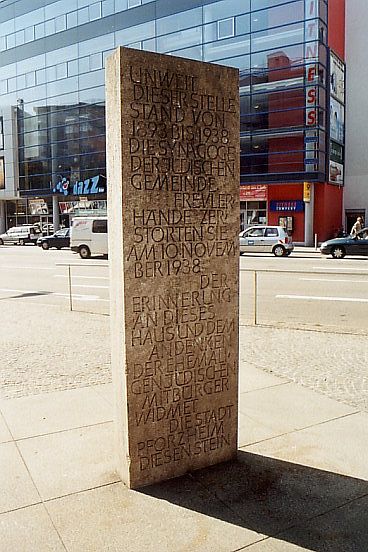 UNWEIT
DIESER STELLE
STAND VON
1893 BIS 1938
DIE SYNAGOGE
DER JÜDISCHEN
GEMEINDE.
FREVLER
HÄNDE ZER
STÖRTEN SIE
AM 10 NOVEM
BER 1938.
DER
ERINNERUNG
AN DIESES
HAUS UND DEM
ANDENKEN
DER EHEMALI
GEN JÜDISCHEN
MITBÜRGER
WIDMET
DIE STADT
PFORZHEIM
DIESEN STEIN
JAZZ